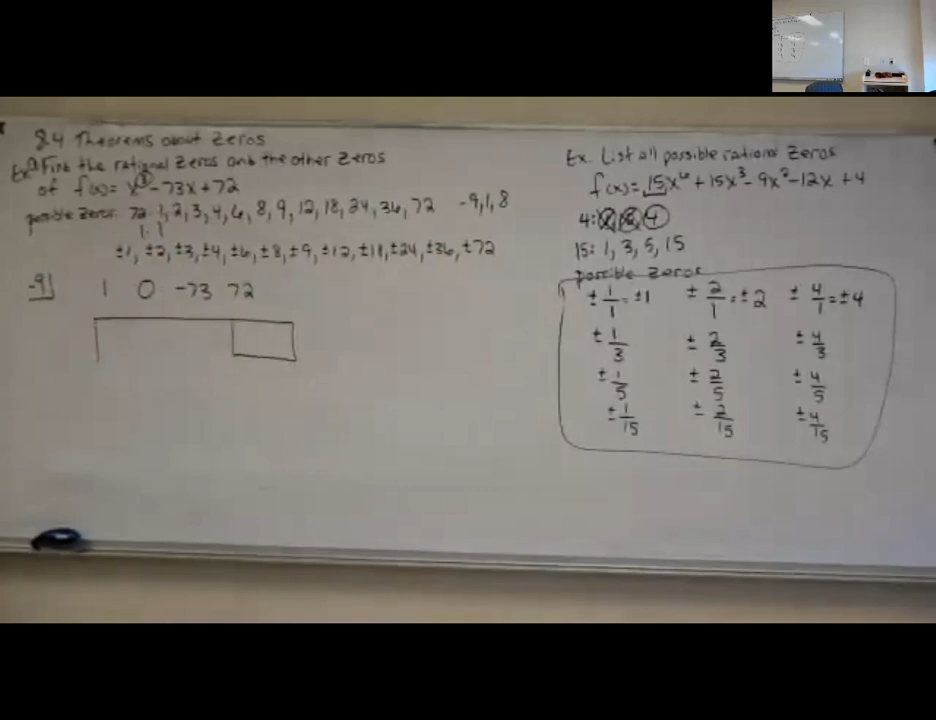 8.4 Theorems about Zeros
Ex. Find the rational zeros and the other zeros
of f(x) = x³ - 73x + 72
possible zeros: 72: 1, 2, 3, 4, 6, 8, 9, 12, 18, 24, 36, 72 -9, 1, 8
1: 1
±1, ±2, ±3, ±4, ±6, ±8, ±9, ±12, ±18, ±24, ±36, ±72
-9| 1 0 -73 72
Ex. List all possible rational zeros
f(x) = 15x⁶ + 15x³ - 9x² - 12x + 4
4: 1, 2, 4
15: 1, 3, 5, 15
possible zeros
± 1/1 = ±1 ± 2/1 = ±2 ± 4/1 = ±4
± 1/3 ± 2/3 ± 4/3
± 1/5 ± 2/5 ± 4/5
± 1/15 ± 2/15 ± 4/15